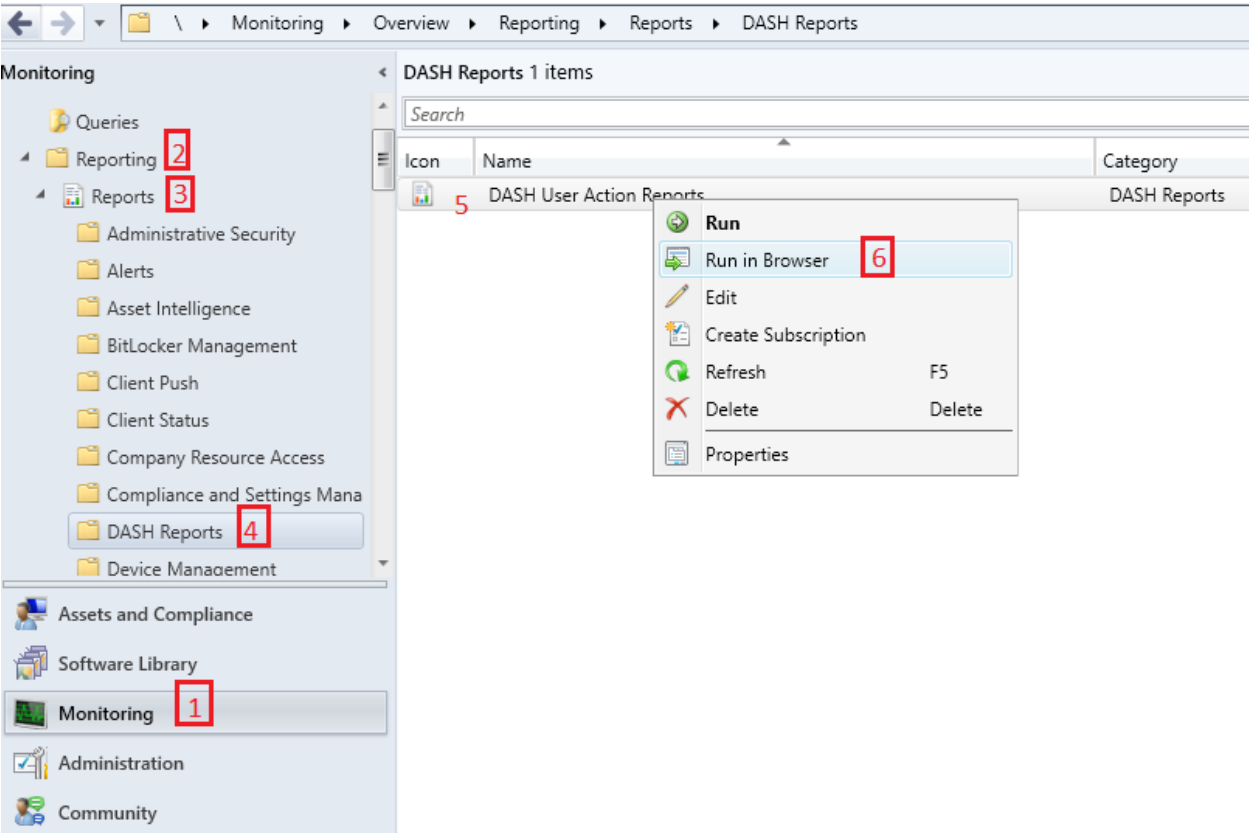 \ Monitoring Overview Reporting Reports DASH Reports
Monitoring
Queries
Reporting 2
Reports 3
Administrative Security
Alerts
Asset Intelligence
BitLocker Management
Client Push
Client Status
Company Resource Access
Compliance and Settings Mana
DASH Reports 4
Device Management
Assets and Compliance
Software Library
Monitoring 1
Administration
Community
DASH Reports 1 items
Search
Icon Name Category
5 DASH User Action Reports DASH Reports
Run
Run in Browser 6
Edit
Create Subscription
Refresh F5
Delete Delete
Properties